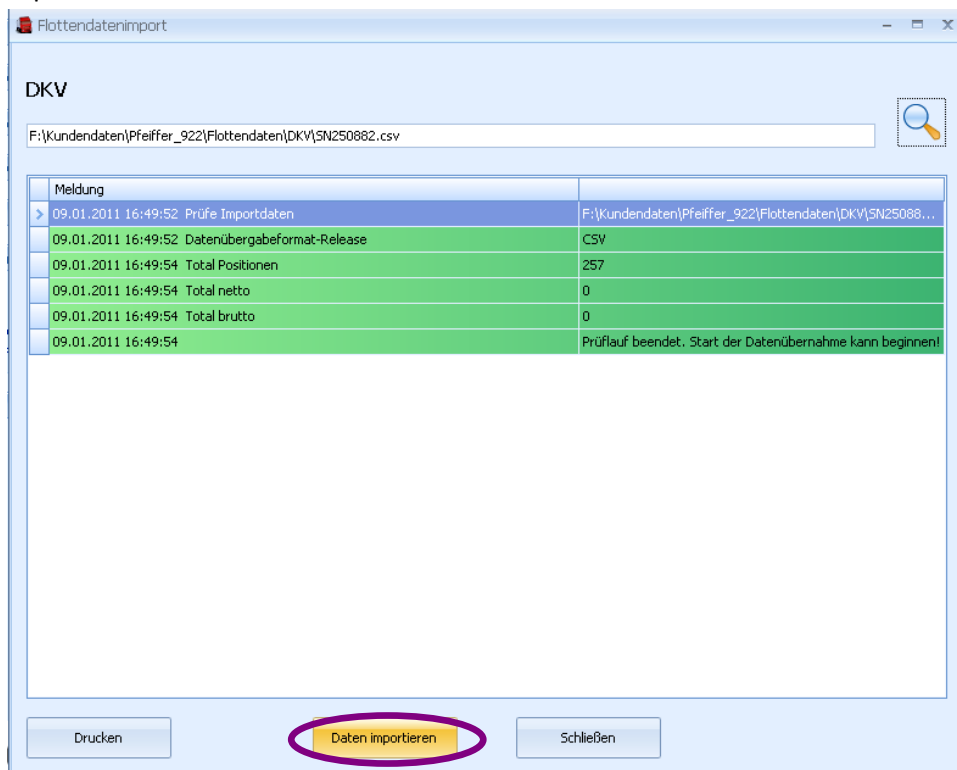 Flottendatenimport
DKV
F:\Kundendaten\Pfeiffer_922\Flottendaten\DKV\SN250882.csv
Meldung
09.01.2011 16:49:52 Prüfe Importdaten F:\Kundendaten\Pfeiffer_922\Flottendaten\DKV\SN25088...
09.01.2011 16:49:52 Datenübergabeformat-Release CSV
09.01.2011 16:49:54 Total Positionen 257
09.01.2011 16:49:54 Total netto 0
09.01.2011 16:49:54 Total brutto 0
09.01.2011 16:49:54 Prüflauf beendet. Start der Datenübernahme kann beginnen!
Drucken Daten importieren Schließen